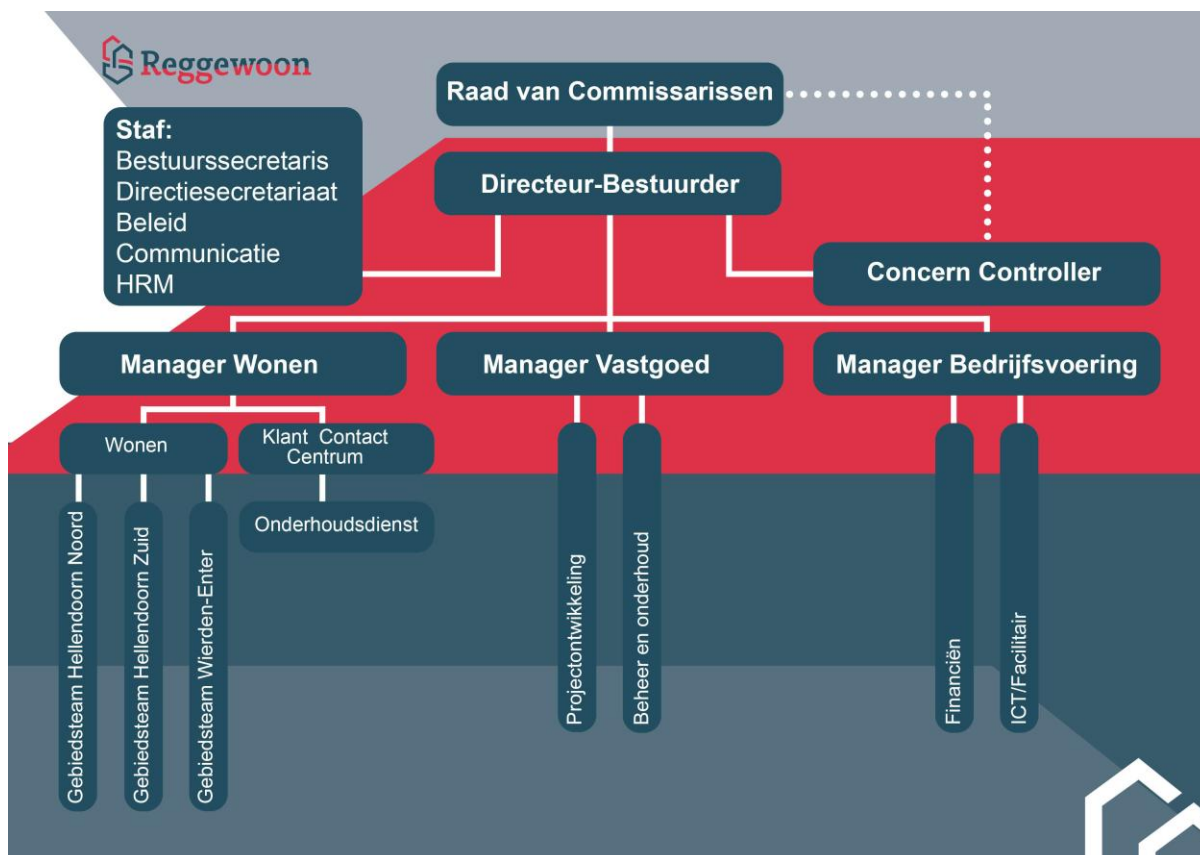 Reggewoon
Raad van Commissarissen
Staf:
Bestuurssecretaris
Directiesecretariaat
Beleid
Communicatie
HRM
Directeur-Bestuurder
Concern Controller
Manager Wonen
Manager Vastgoed
Manager Bedrijfsvoering
Wonen
Klant Contact
Centrum
Onderhoudsdienst
Gebiedsteam Hellendoorn Noord
Gebiedsteam Hellendoorn Zuid
Gebiedsteam Wierden-Enter
Projectontwikkeling
Beheer en onderhoud
Financiën
ICT/Facilitair